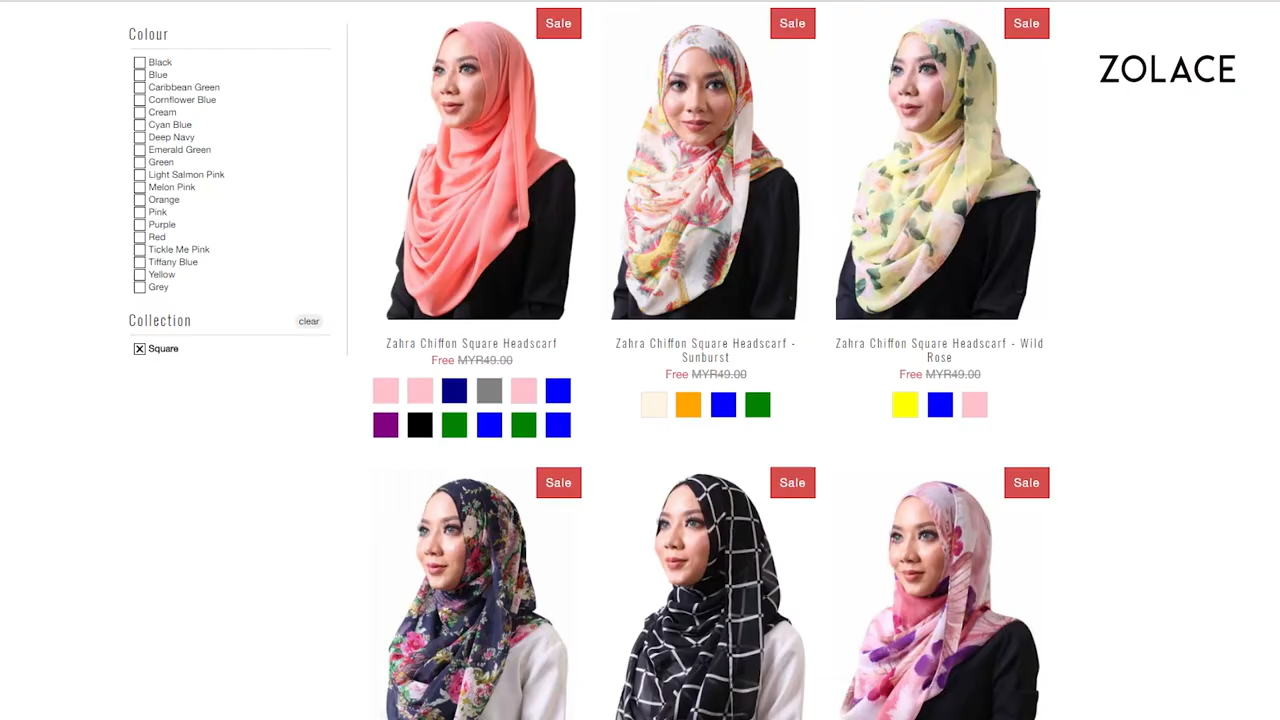 Colour
Black
Blue
Caribbean Green
Cornflower Blue
Cream
Cyan Blue
Deep Navy
Emerald Green
Green
Light Salmon Pink
Melon Pink
Orange
Pink
Purple
Red
Tickle Me Pink
Tiffany Blue
Yellow
Grey
Collection clear
X Square
Sale
Sale
Sale
ZOLACE
Zahra Chiffon Square Headscarf
Free MYR49.00
Zahra Chiffon Square Headscarf -
Sunburst
Free MYR49.00
Zahra Chiffon Square Headscarf - Wild
Rose
Free MYR49.00
Sale
Sale
Sale